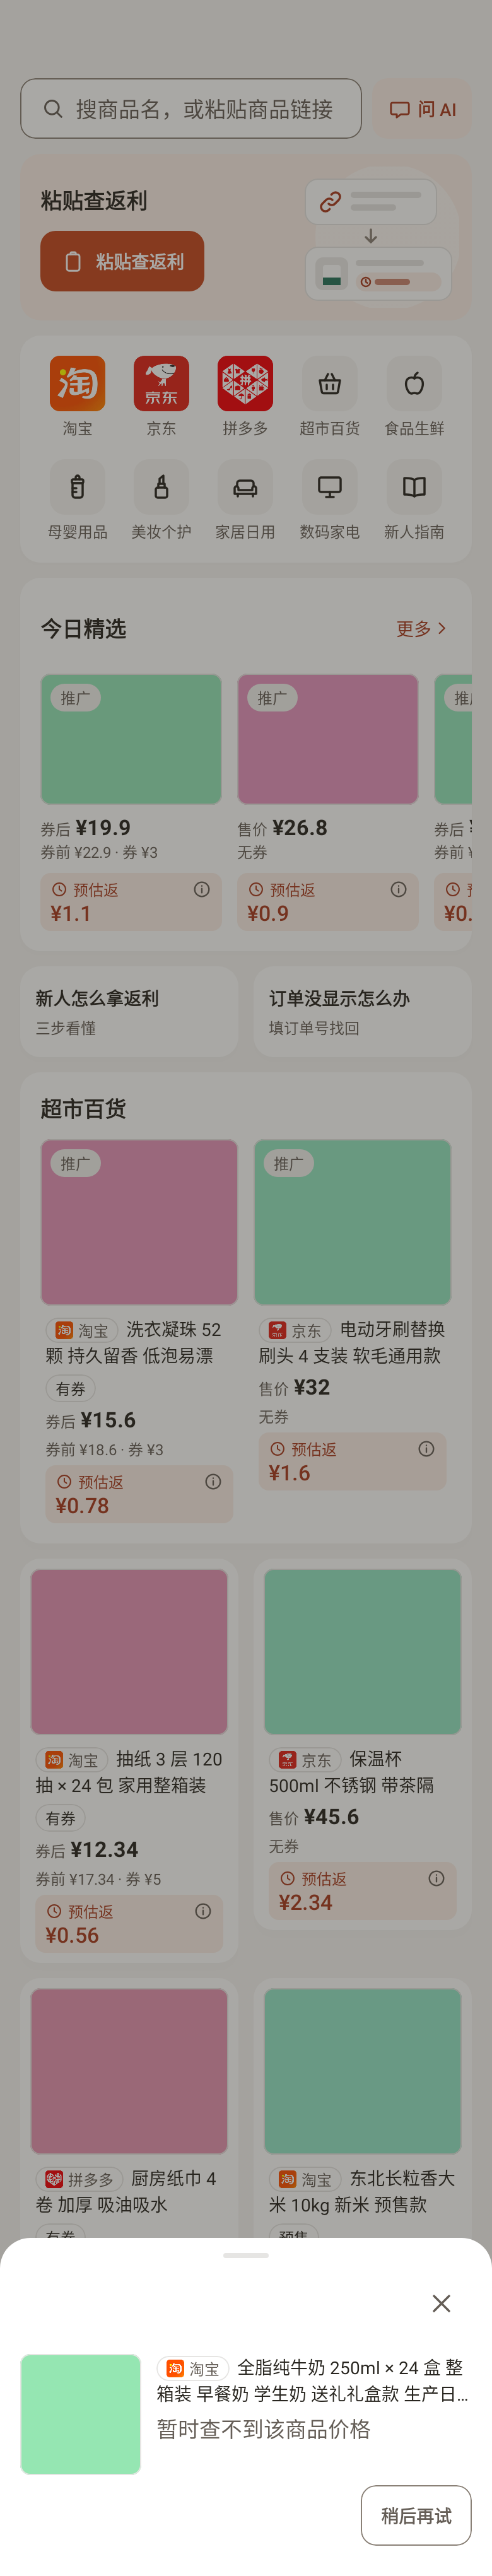 搜商品名，或粘贴商品链接
问 AI
粘贴查返利
粘贴查返利
淘
京东
拼
淘宝
京东
拼多多
超市百货
食品生鲜
母婴用品
美妆个护
家居日用
数码家电
新人指南
今日精选
更多
推广
推广
券后 ¥19.9
售价 ¥26.8
券后
券前 ¥22.9 · 券 ¥3
无券
券前
预估返
预估返
¥1.1
¥0.9
¥0.
新人怎么拿返利
订单没显示怎么办
三步看懂
填订单号找回
超市百货
推广
推广
淘宝 洗衣凝珠 52
颗 持久留香 低泡易漂
有券
券后 ¥15.6
券前 ¥18.6 · 券 ¥3
预估返
¥0.78
京东 电动牙刷替换
刷头 4 支装 软毛通用款
售价 ¥32
无券
预估返
¥1.6
淘宝 抽纸 3 层 120
抽 × 24 包 家用整箱装
有券
券后 ¥12.34
券前 ¥17.34 · 券 ¥5
预估返
¥0.56
京东 保温杯
500ml 不锈钢 带茶隔
售价 ¥45.6
无券
预估返
¥2.34
拼多多 厨房纸巾 4
卷 加厚 吸油吸水
有券
淘宝 东北长粒香大
米 10kg 新米 预售款
预售
淘宝 全脂纯牛奶 250ml × 24 盒 整
箱装 早餐奶 学生奶 送礼礼盒款 生产日…
暂时查不到该商品价格
稍后再试